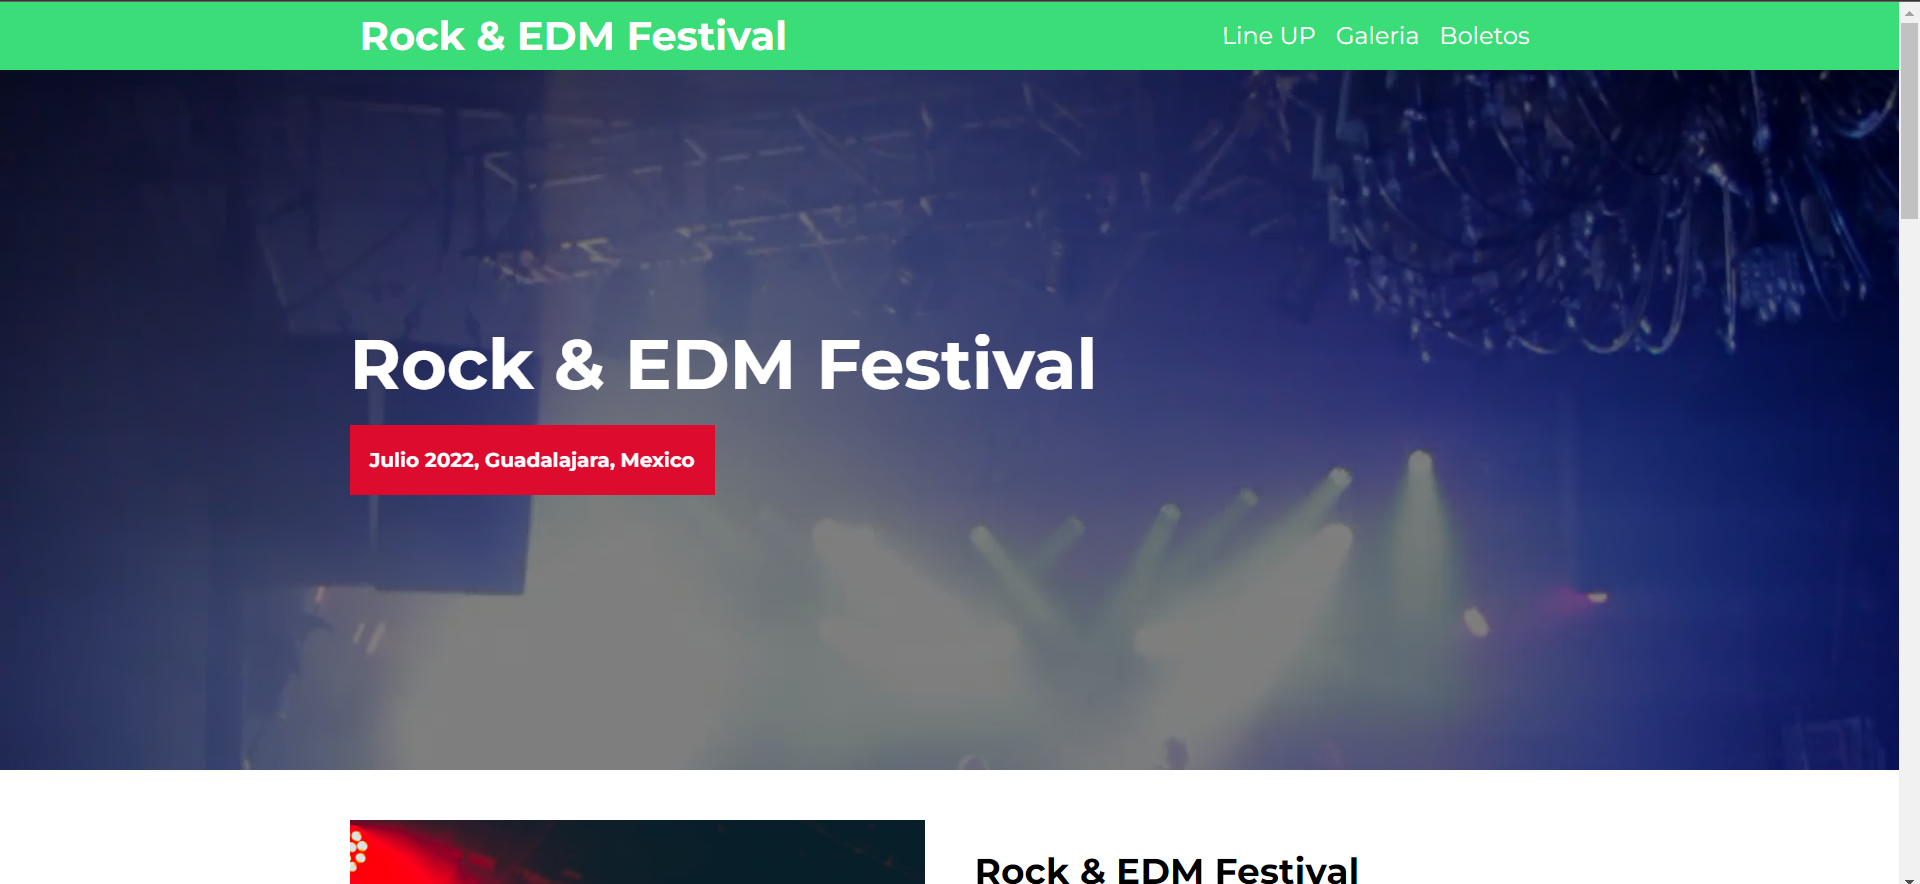 Rock & EDM Festival
Line UP Galeria Boletos
Rock & EDM Festival
Julio 2022, Guadalajara, Mexico
Rock & EDM Festival